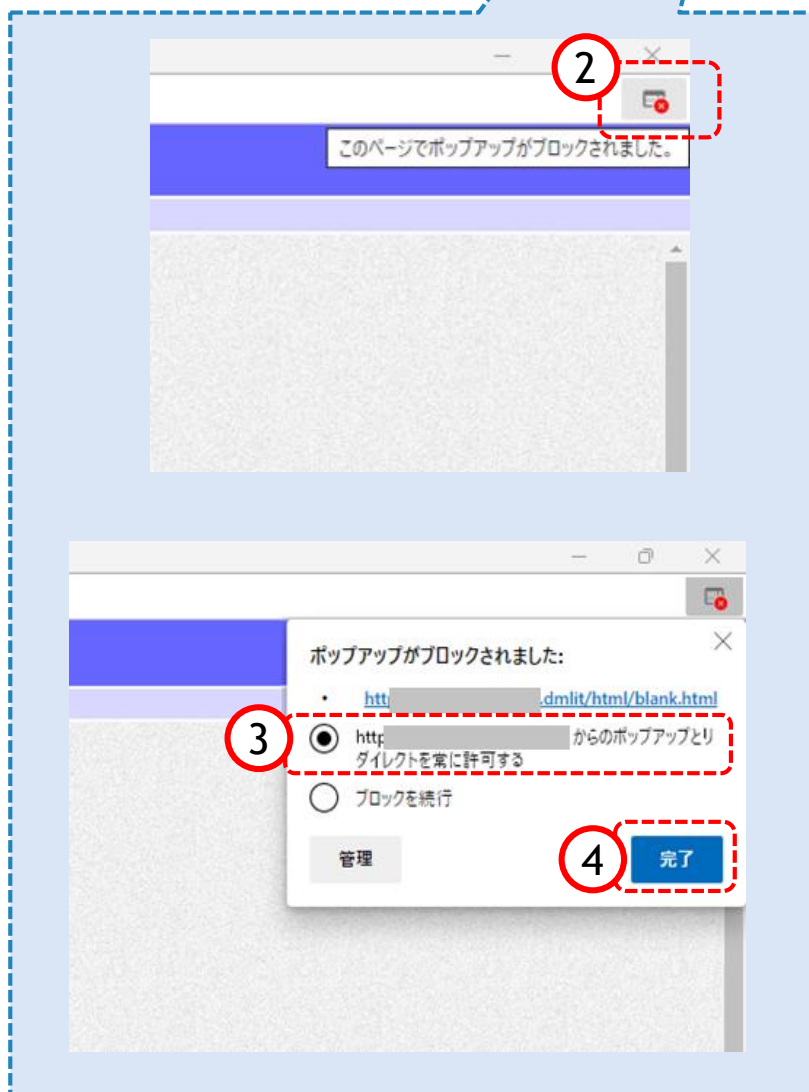 2
このページでポップアップがブロックされました。
ポップアップがブロックされました:
• http .dmlit/html/blank.html
3
http からのポップアップとリ
ダイレクトを常に許可する
ブロックを続行
管理
4
完了